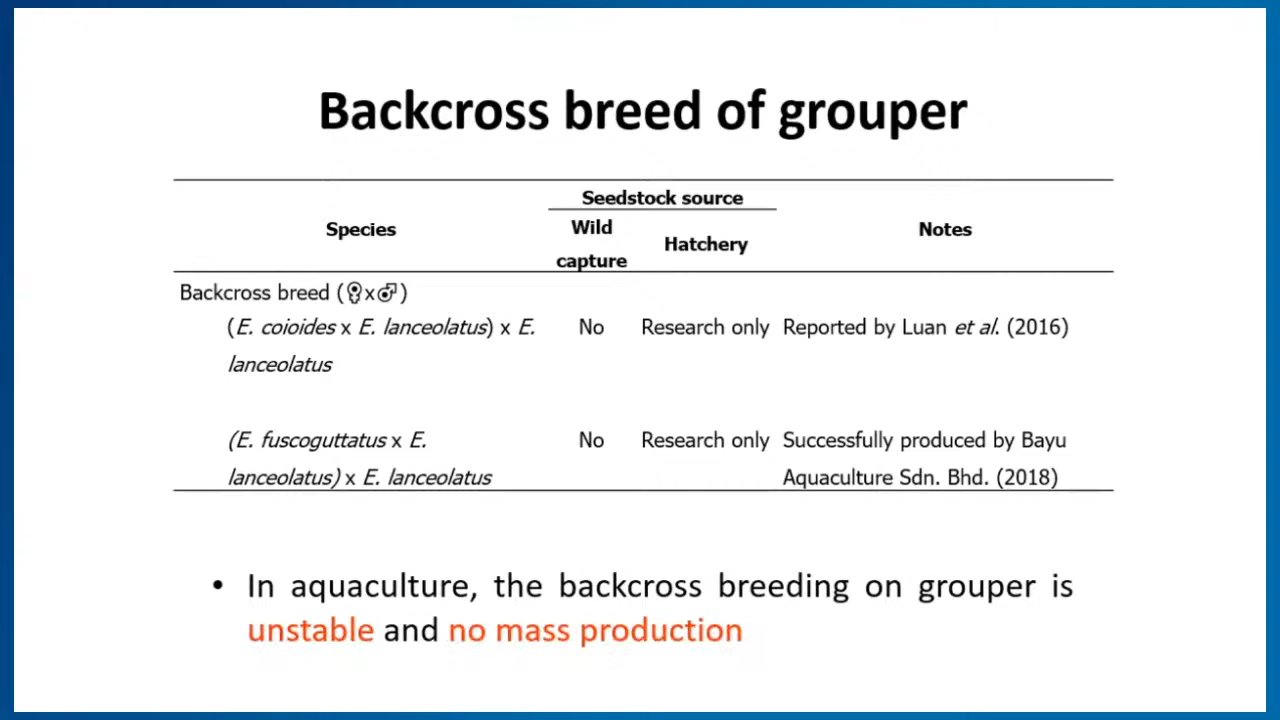 Backcross breed of grouper
Seedstock source
Species
Wild
capture
Hatchery
Notes
Backcross breed (♀x♂)
(E. coioides x E. lanceolatus) x E. No Research only Reported by Luan et al. (2016)
lanceolatus
(E. fuscoguttatus x E. No Research only Successfully produced by Bayu
lanceolatus) x E. lanceolatus Aquaculture Sdn. Bhd. (2018)
• In aquaculture, the backcross breeding on grouper is
unstable and no mass production